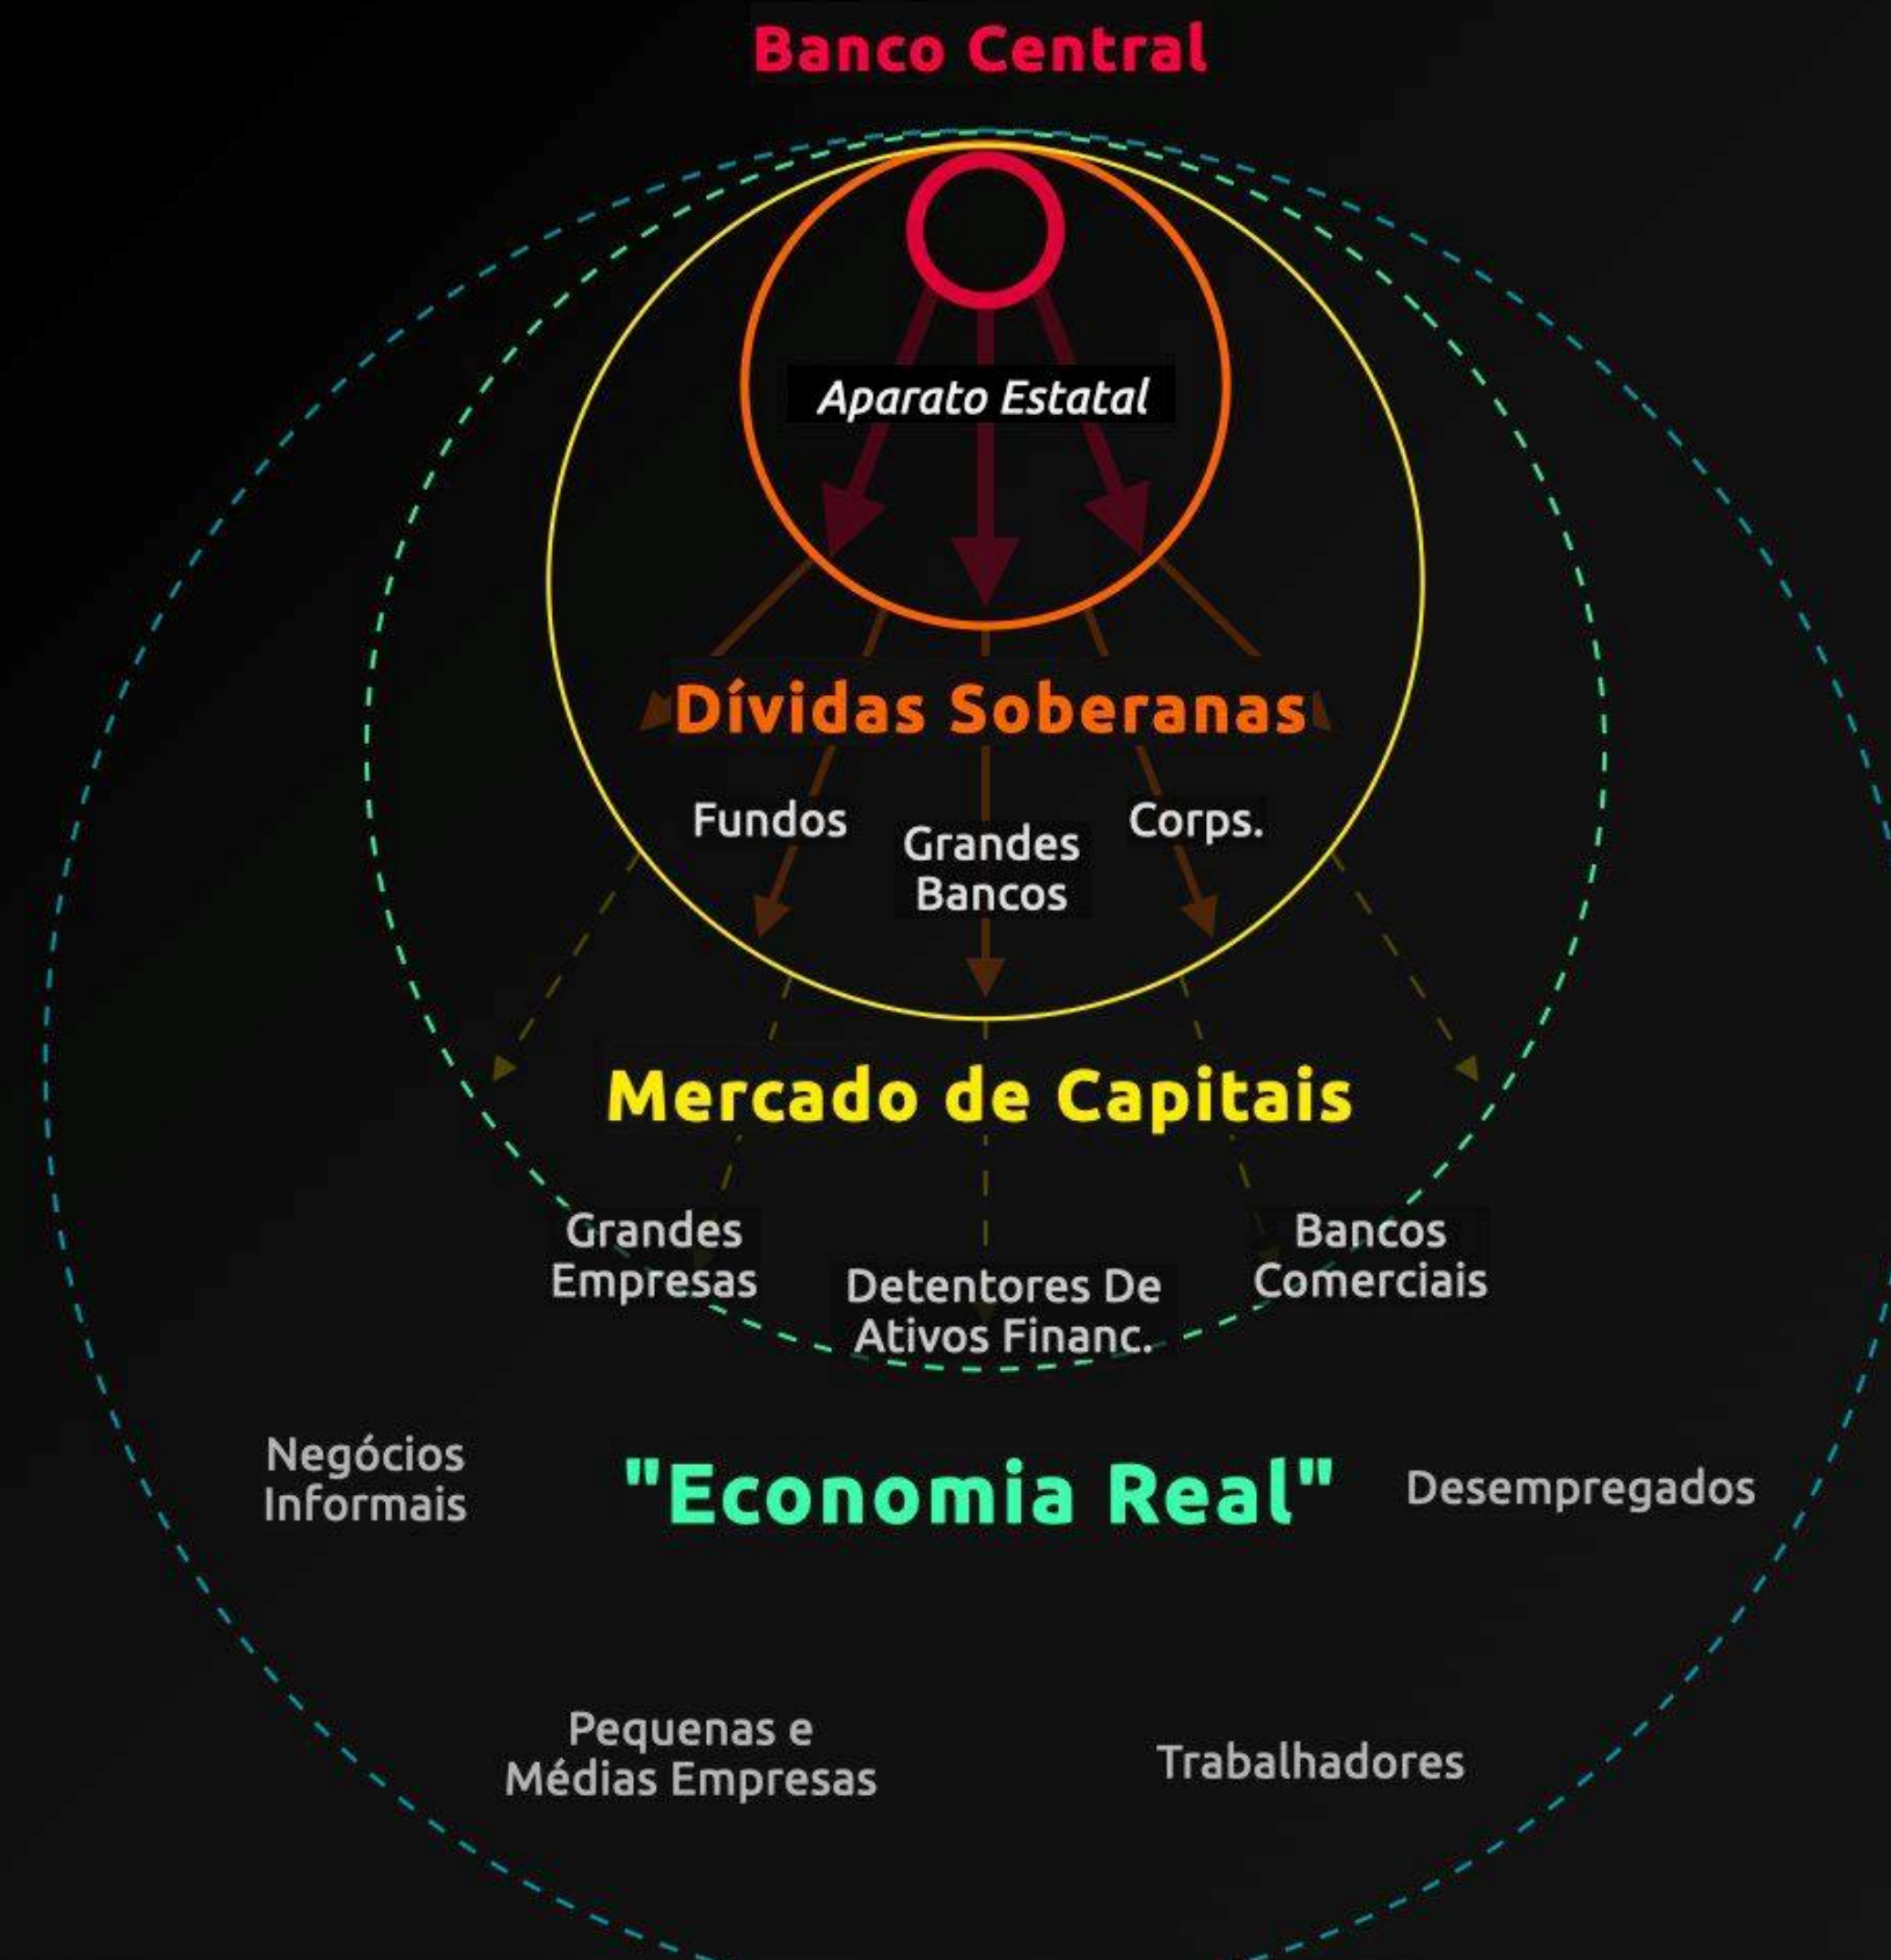 Banco Central
Aparato Estatal
Dívidas Soberanas
Fundos
Grandes
Bancos
Corps.
Mercado de Capitais
Grandes
Empresas
Detentores De
Ativos Financ.
Bancos
Comerciais
Negócios
Informais
"Economia Real"
Desempregados
Pequenas e
Médias Empresas
Trabalhadores